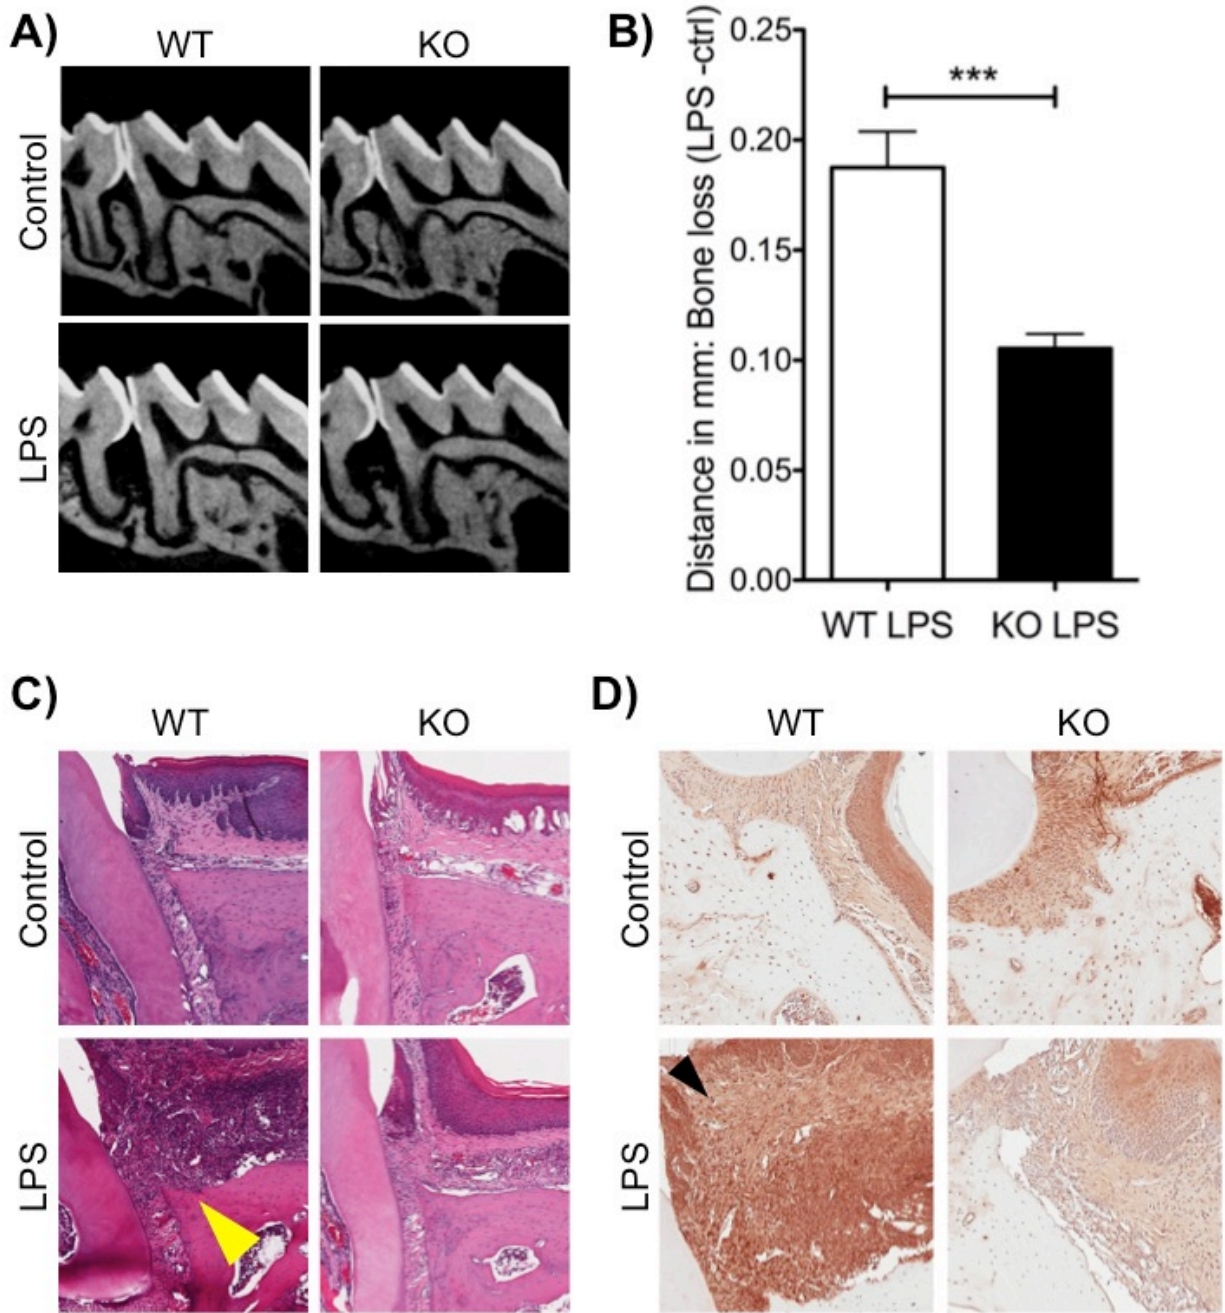 A)
WT
KO
Control
LPS
B)
Distance in mm: Bone loss (LPS -ctrl)
0.25
0.20
0.15
0.10
0.05
0.00
***
WT LPS
KO LPS
C)
WT
KO
Control
LPS
D)
WT
KO
Control
LPS